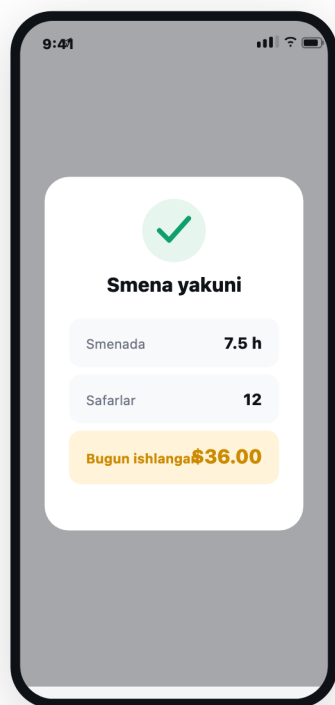 9:41
Smena yakuni
Smenada 7.5 h
Safarlar 12
Bugun ishlangan $36.00